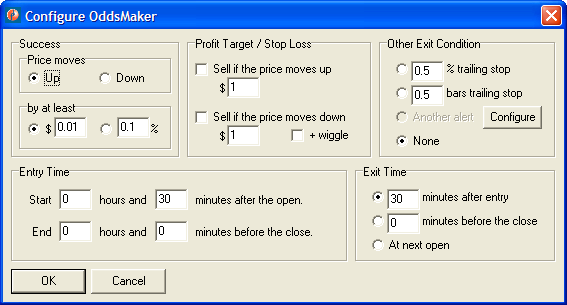 Configure OddsMaker
Success
Price moves
Up
Down
by at least
$ 0.01
0.1 %
Profit Target / Stop Loss
Sell if the price moves up
$ 1
Sell if the price moves down
$ 1
+ wiggle
Other Exit Condition
0.5 % trailing stop
0.5 bars trailing stop
Another alert
Configure
None
Entry Time
Start 0 hours and 30 minutes after the open.
End 0 hours and 0 minutes before the close.
Exit Time
30 minutes after entry
0 minutes before the close
At next open
OK
Cancel